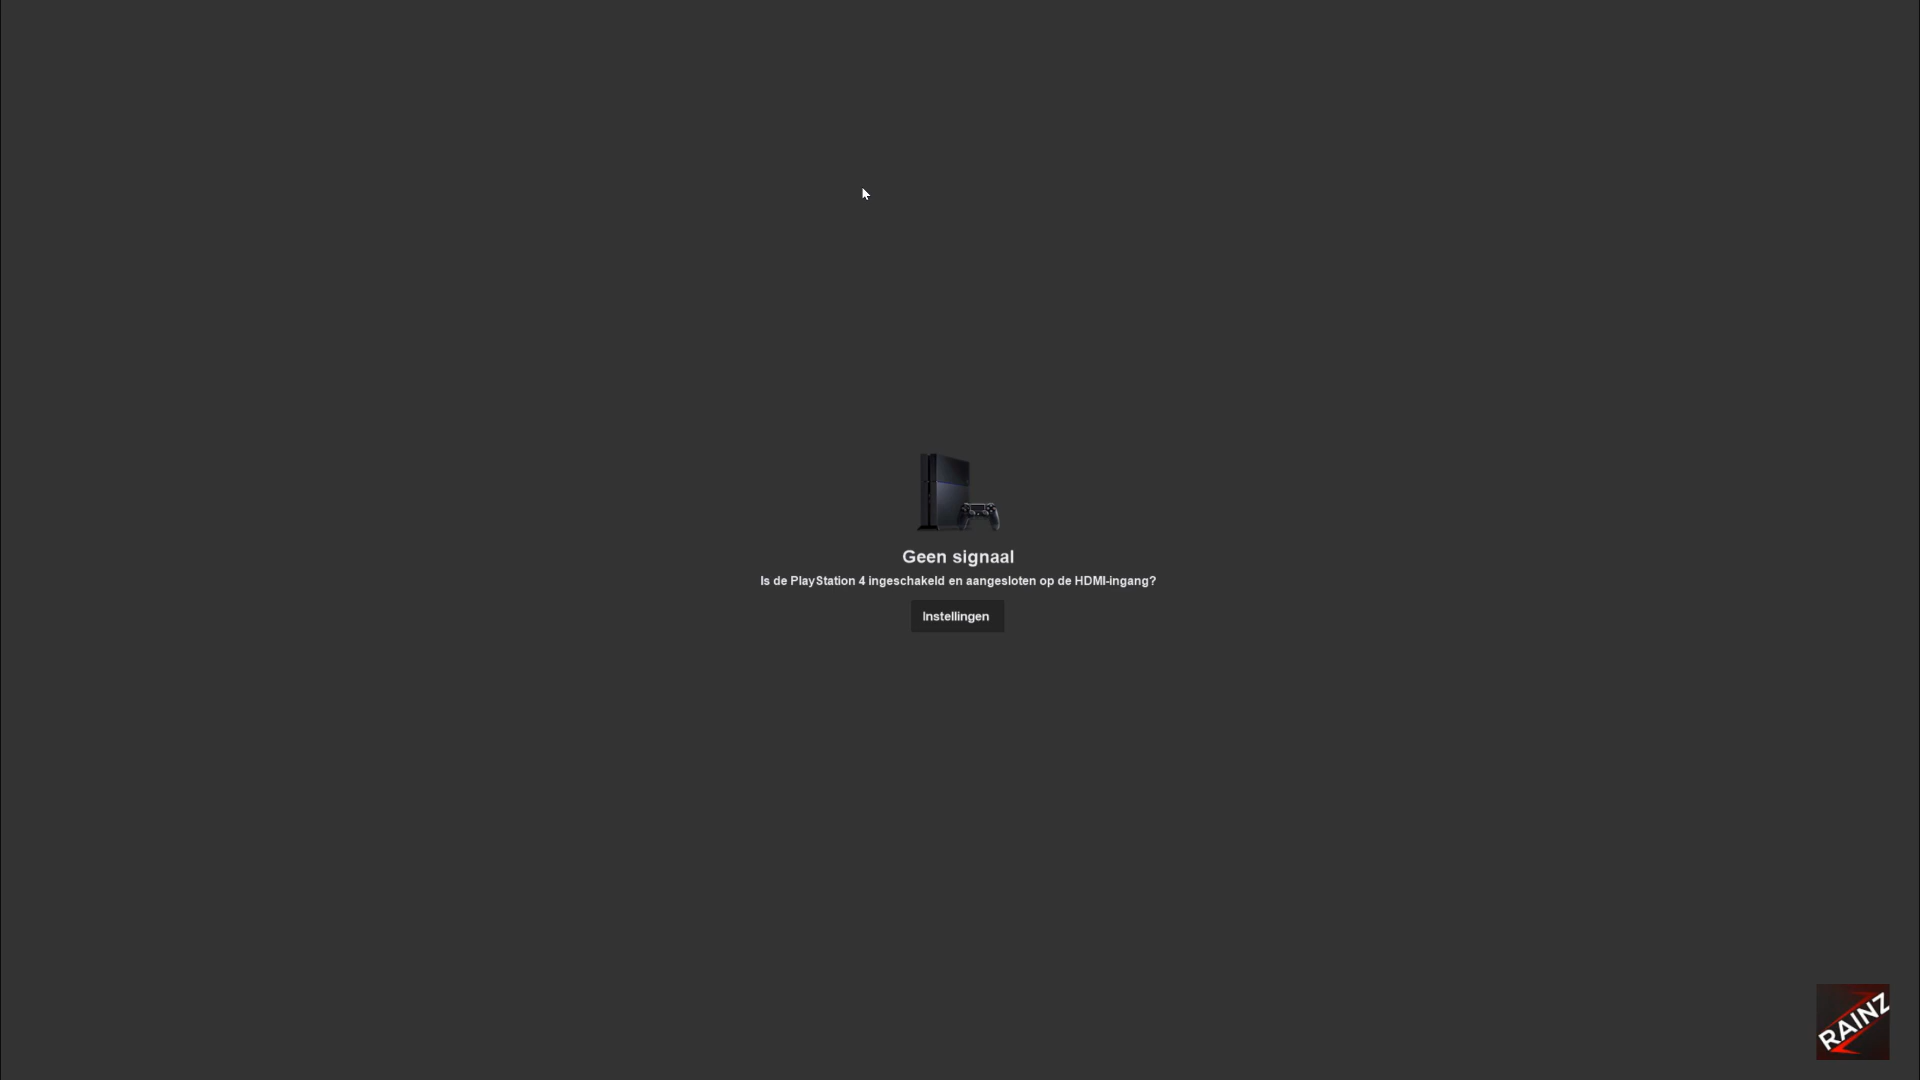 Geen signaal
Is de PlayStation 4 ingeschakeld en aangesloten op de HDMI-ingang?
Instellingen
RAINZ